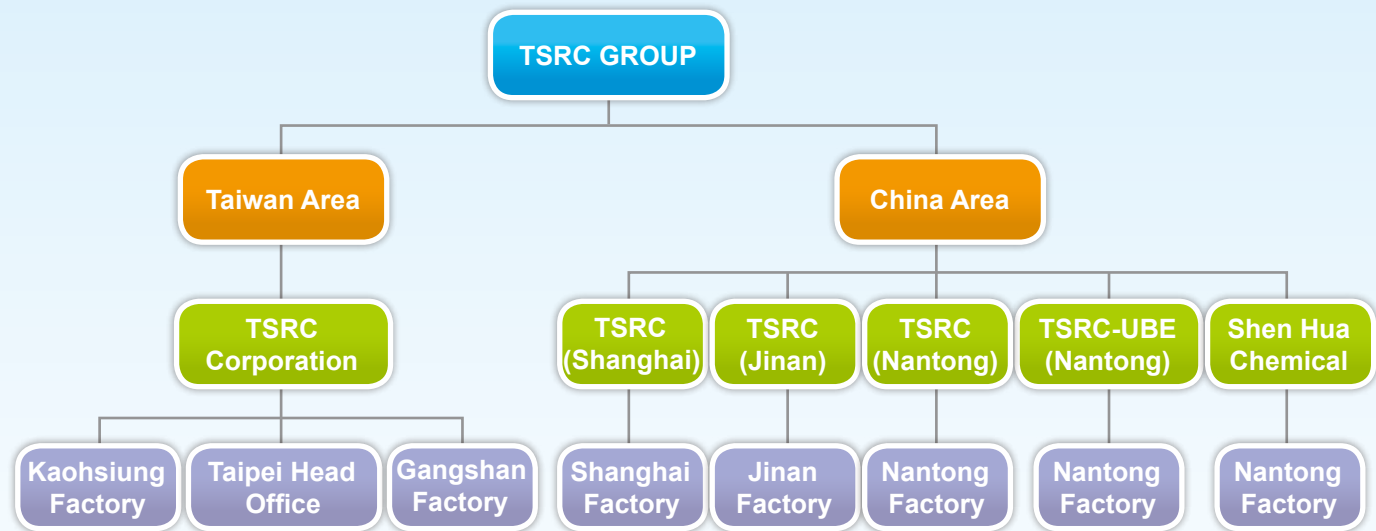 TSRC GROUP
Taiwan Area
China Area
TSRC
Corporation
TSRC
(Shanghai)
TSRC
(Jinan)
TSRC
(Nantong)
TSRC-UBE
(Nantong)
Shen Hua
Chemical
Kaohsiung
Factory
Taipei Head
Office
Gangshan
Factory
Shanghai
Factory
Jinan
Factory
Nantong
Factory
Nantong
Factory
Nantong
Factory